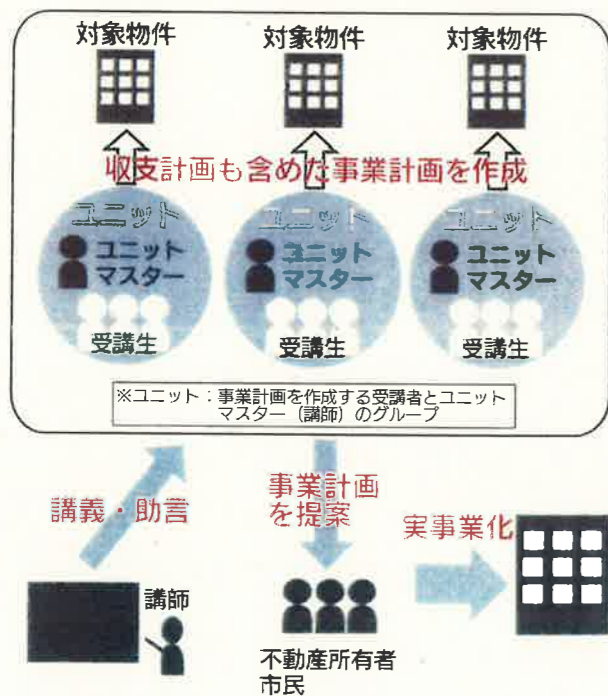 対象物件 対象物件 対象物件
収支計画も含めた事業計画を作成
ユニット ユニット ユニット
ユニット ユニット ユニット
マスター マスター マスター
受講生 受講生 受講生
※ユニット：事業計画を作成する受講者とユニット
マスター（講師）のグループ
講義・助言
事業計画
を提案
実事業化
講師
不動産所有者
市民